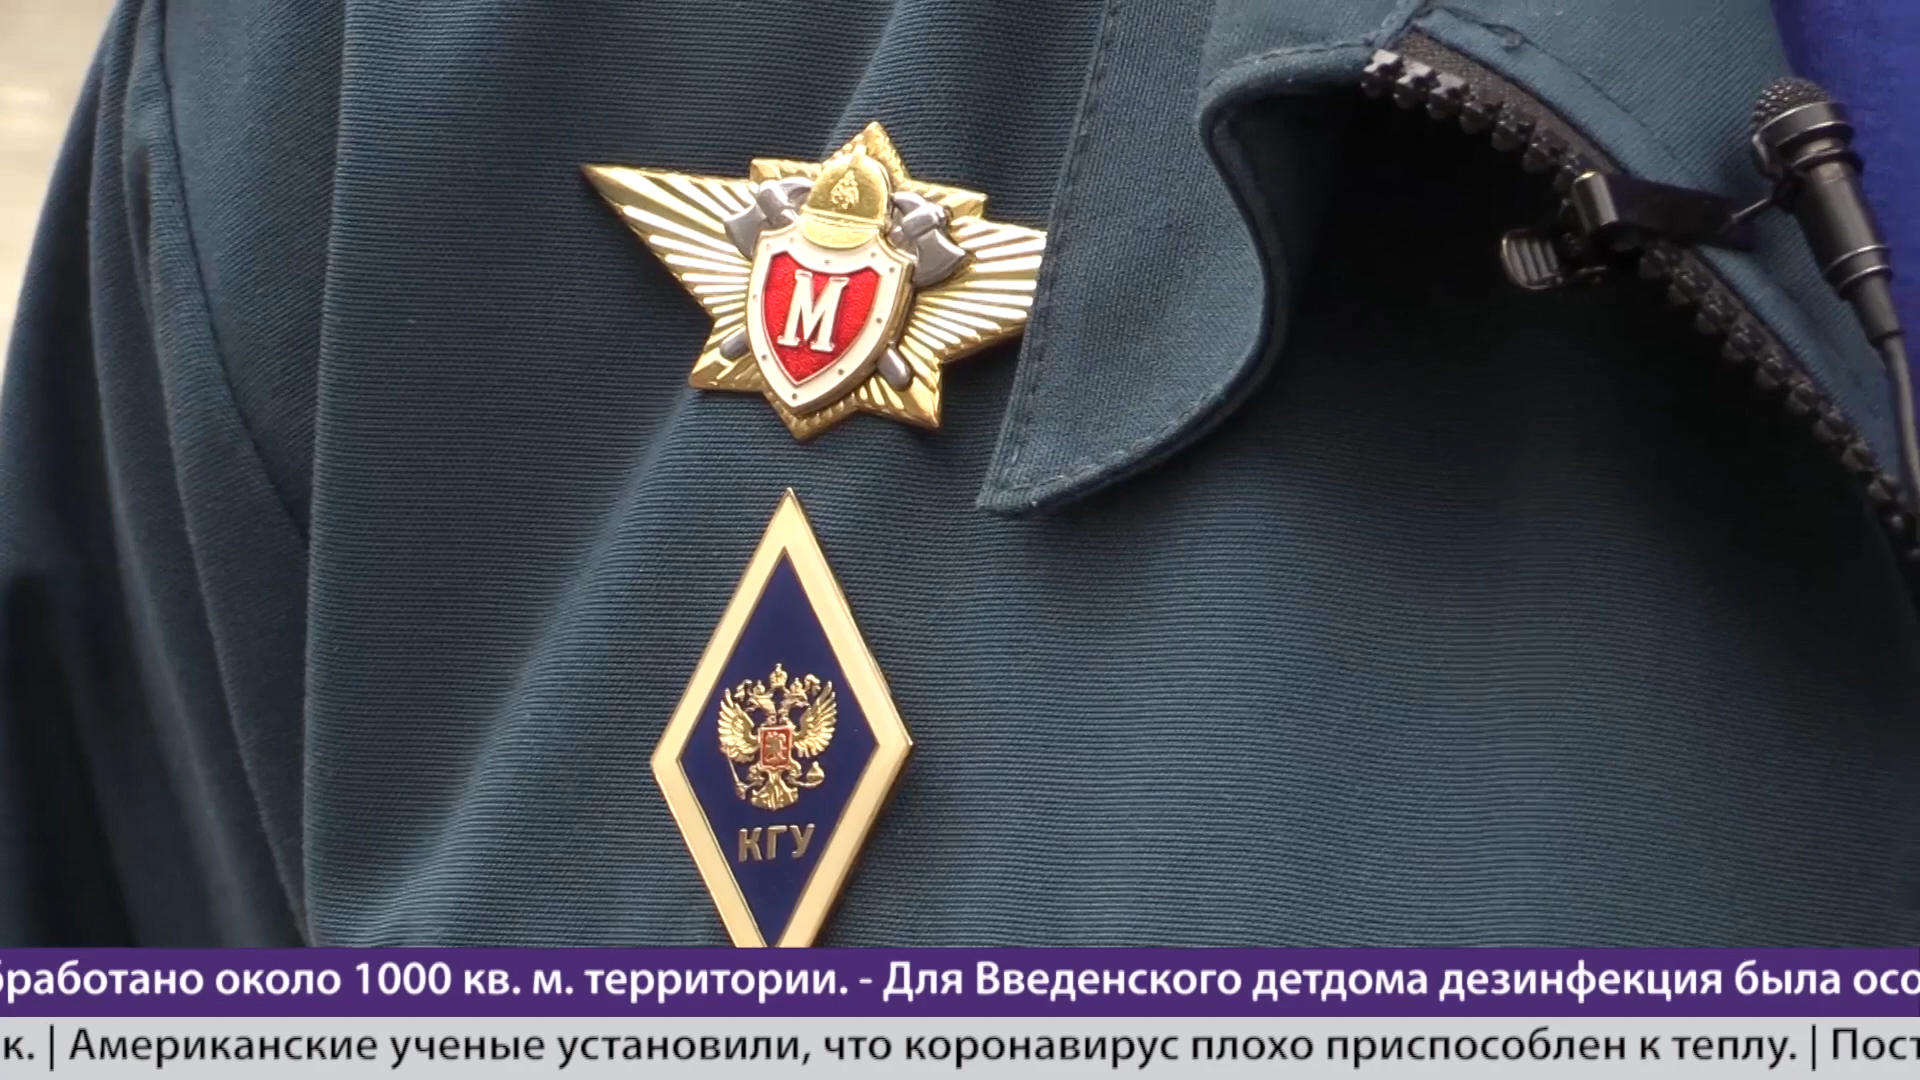 М
КГУ
работано около 1000 кв. м. территории. - Для Введенского детдома дезинфекция была осо
к. | Американские ученые установили, что коронавирус плохо приспособлен к теплу. | Пост